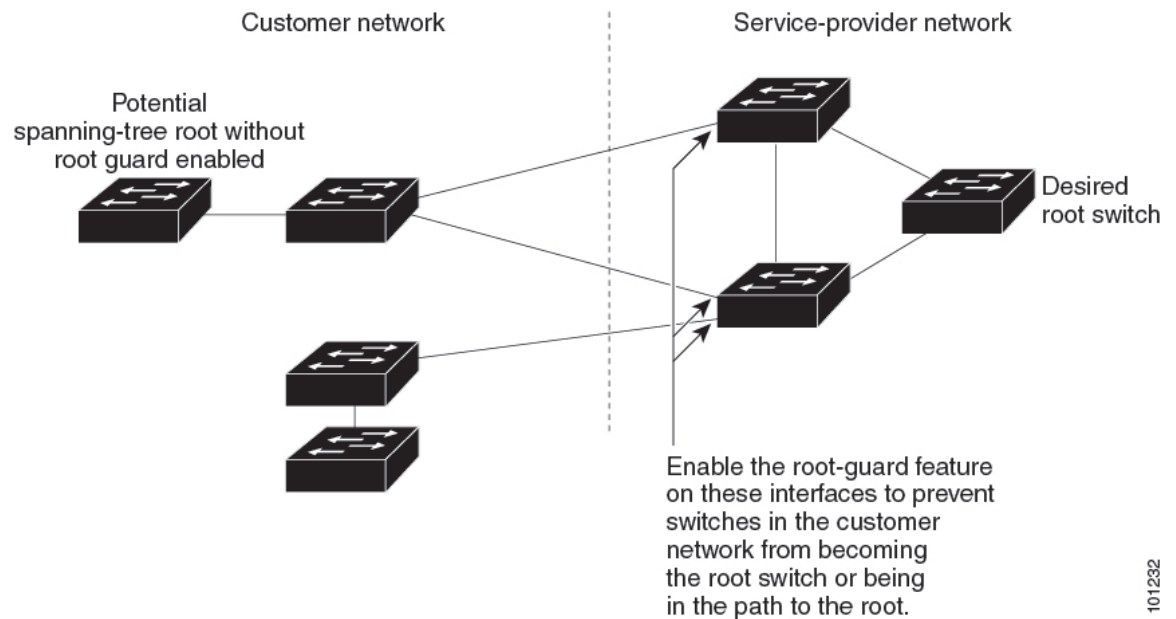 Customer network
Service-provider network
Potential
spanning-tree root without
root guard enabled
Desired
root switch
Enable the root-guard feature
on these interfaces to prevent
switches in the customer
network from becoming
the root switch or being
in the path to the root.
101232